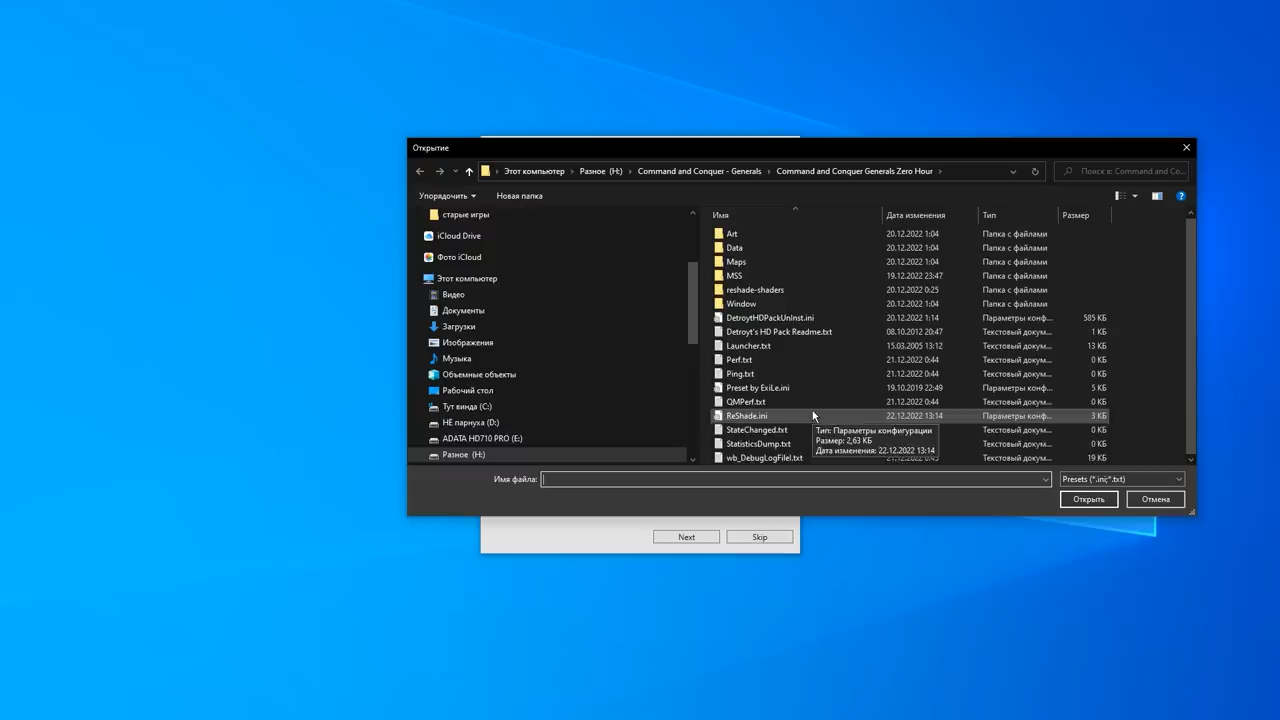 Открытие
Этот компьютер › Разное (H:) › Command and Conquer - Generals › Command and Conquer Generals Zero Hour ›
Поиск в: Command and Co...
Упорядочить
Новая папка
старые игры
iCloud Drive
Фото iCloud
Этот компьютер
Видео
Документы
Загрузки
Изображения
Музыка
Объемные объекты
Рабочий стол
Тут винда (C:)
НЕ парнуха (D:)
ADATA HD710 PRO (E:)
Разное (H:)
Имя Дата изменения Тип Размер
Art 20.12.2022 1:04 Папка с файлами
Data 20.12.2022 1:04 Папка с файлами
Maps 20.12.2022 1:04 Папка с файлами
MSS 19.12.2022 23:47 Папка с файлами
reshade-shaders 20.12.2022 0:25 Папка с файлами
Window 20.12.2022 1:04 Папка с файлами
DetroytHDPackUnInst.ini 20.12.2022 1:14 Параметры конф... 585 КБ
Detroyt's HD Pack Readme.txt 08.10.2012 20:47 Текстовый докум... 1 КБ
Launcher.txt 15.03.2005 13:12 Текстовый докум... 13 КБ
Perf.txt 21.12.2022 0:44 Текстовый докум... 0 КБ
Ping.txt 21.12.2022 0:44 Текстовый докум... 0 КБ
Preset by ExiLe.ini 19.10.2019 22:49 Параметры конф... 5 КБ
QMPerf.txt 21.12.2022 0:44 Текстовый докум... 0 КБ
ReShade.ini 22.12.2022 13:14 Параметры конф... 3 КБ
StateChanged.txt Текстовый докум... 0 КБ
StatisticsDump.txt Текстовый докум... 0 КБ
wb_DebugLogFileI.txt Текстовый докум... 19 КБ
Тип: Параметры конфигурации
Размер: 2,63 КБ
Дата изменения: 22.12.2022 13:14
Имя файла:
Presets (*.ini;*.txt)
Открыть
Отмена
Next
Skip